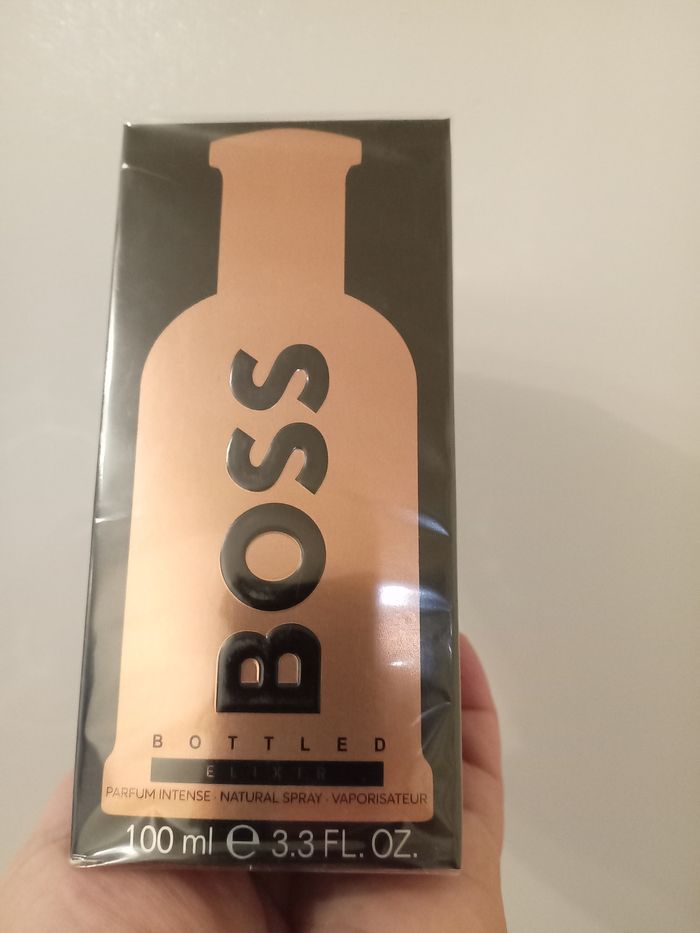 BOSS
BOTTLED
ELIXIR
PARFUM INTENSE · NATURAL SPRAY · VAPORISATEUR
100 ml ℮ 3.3 FL. OZ.